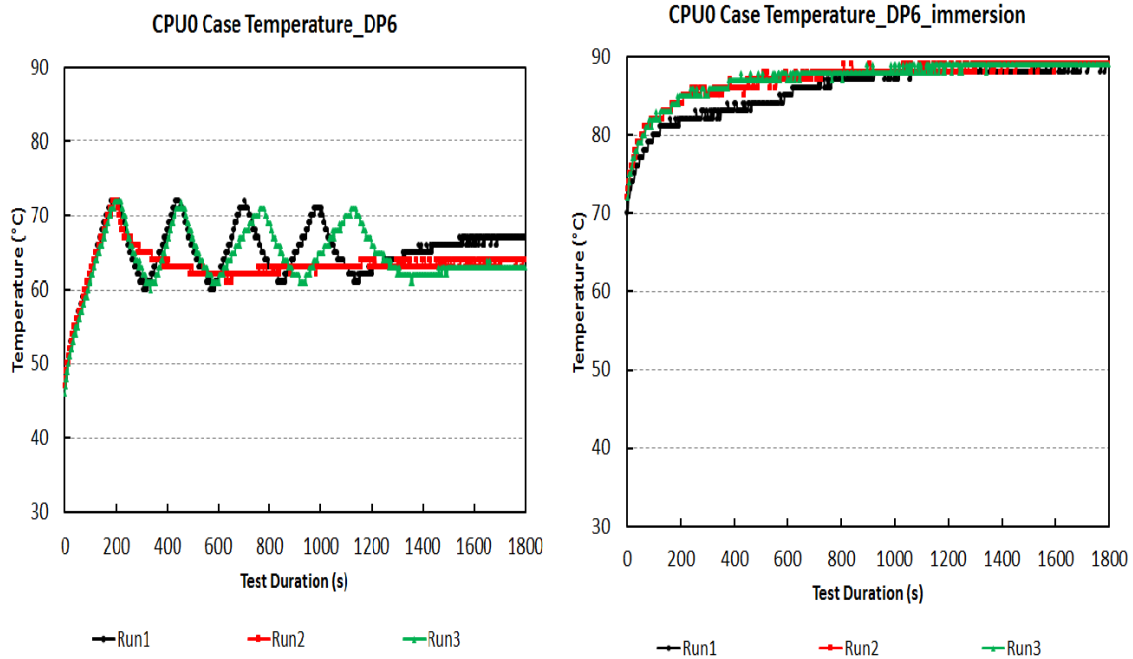 CPU0 Case Temperature_DP6
90
80
70
60
50
40
30
Temperature (°C)
0 200 400 600 800 1000 1200 1400 1600 1800
Test Duration (s)
Run1 Run2 Run3
CPU0 Case Temperature_DP6_immersion
90
80
70
60
50
40
30
Temperature (°C)
0 200 400 600 800 1000 1200 1400 1600 1800
Test Duration (s)
Run1 Run2 Run3